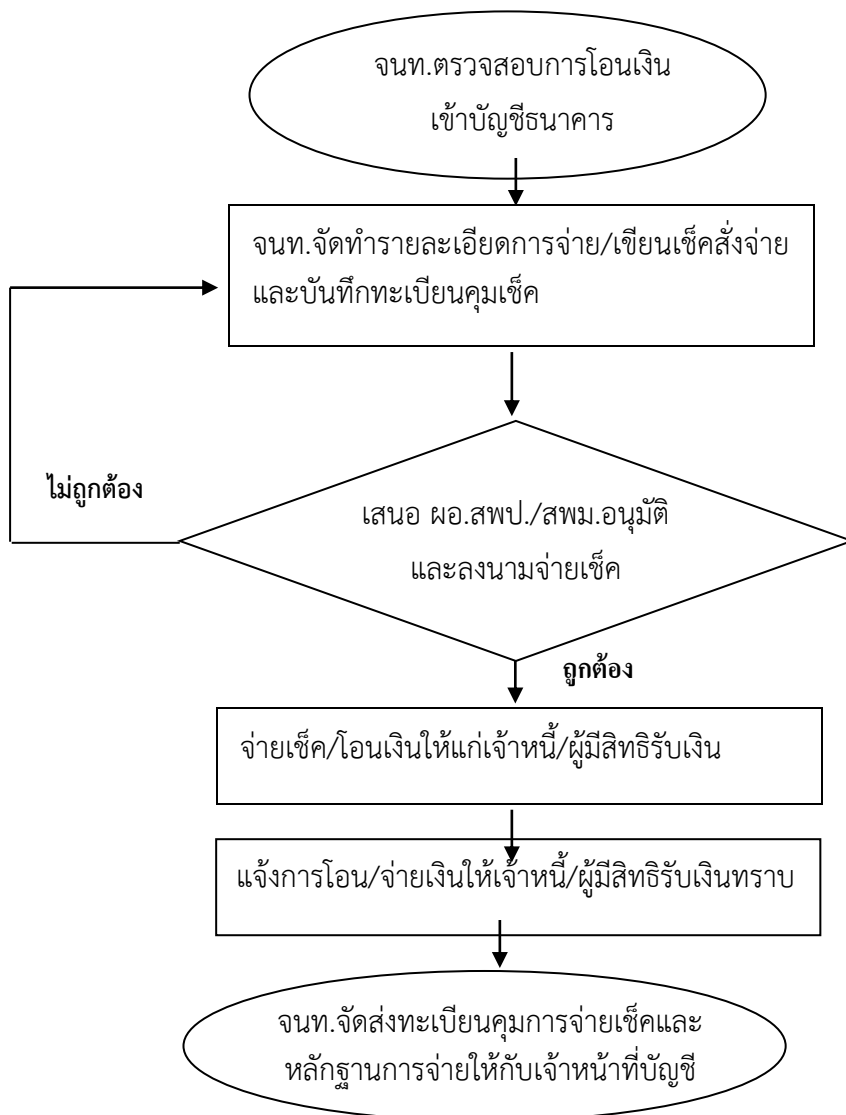 จนท.ตรวจสอบการโอนเงิน
เข้าบัญชีธนาคาร
จนท.จัดทำรายละเอียดการจ่าย/เขียนเช็คสั่งจ่าย
และบันทึกทะเบียนคุมเช็ค
ไม่ถูกต้อง
เสนอ ผอ.สพป./สพม.อนุมัติ
และลงนามจ่ายเช็ค
ถูกต้อง
จ่ายเช็ค/โอนเงินให้แก่เจ้าหนี้/ผู้มีสิทธิรับเงิน
แจ้งการโอน/จ่ายเงินให้เจ้าหนี้/ผู้มีสิทธิรับเงินทราบ
จนท.จัดส่งทะเบียนคุมการจ่ายเช็คและ
หลักฐานการจ่ายให้กับเจ้าหน้าที่บัญชี